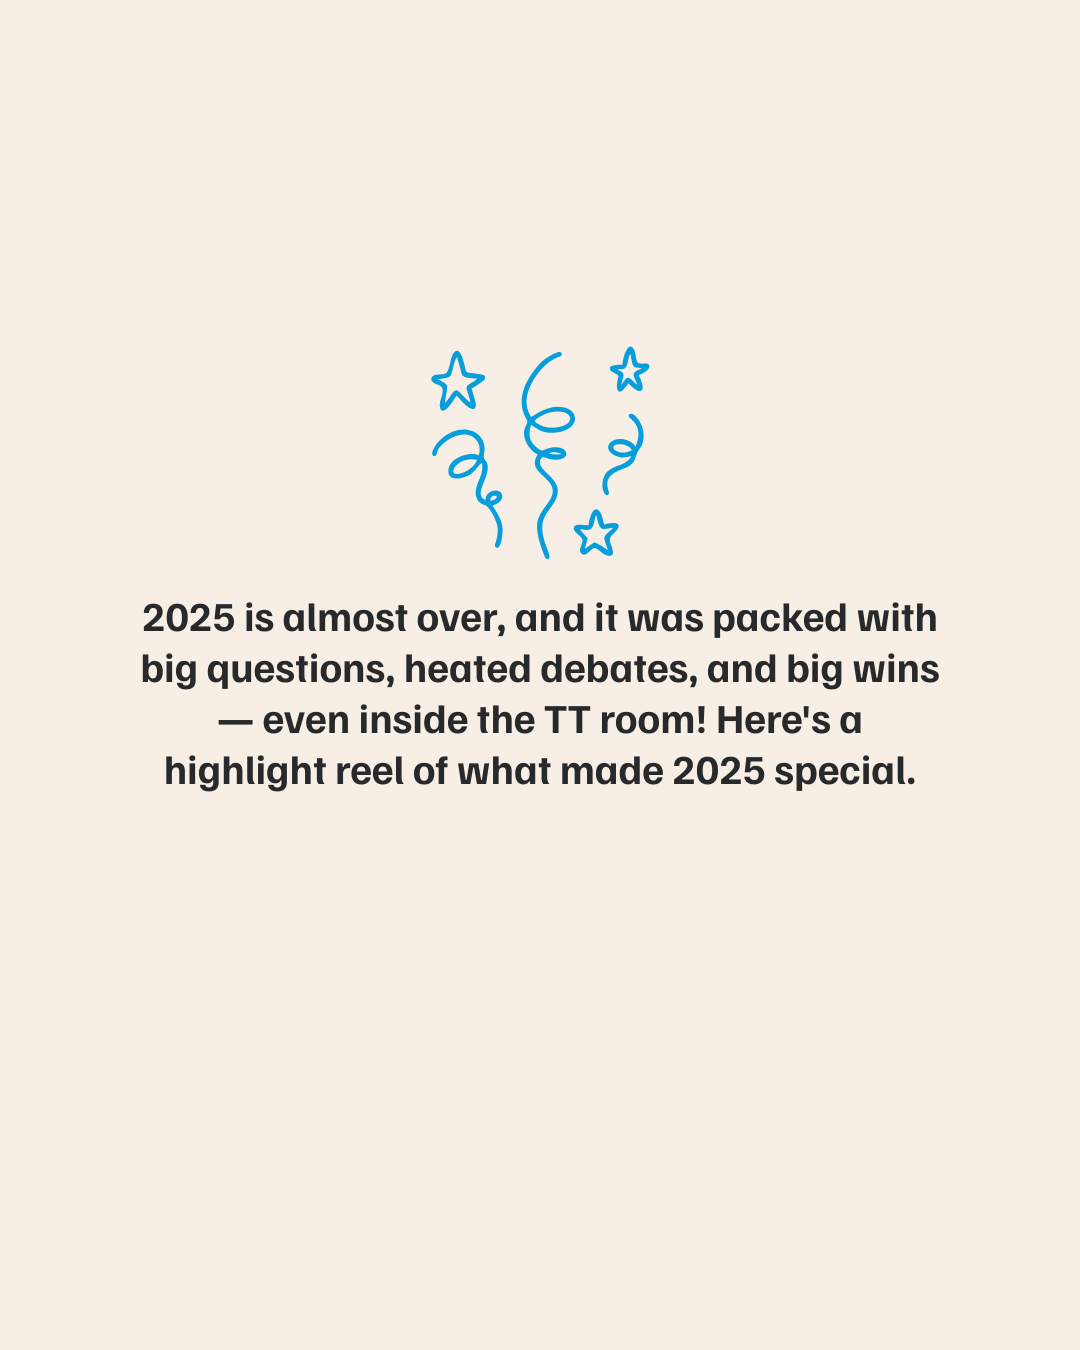 2025 is almost over, and it was packed with
big questions, heated debates, and big wins
— even inside the TT room! Here's a
highlight reel of what made 2025 special.